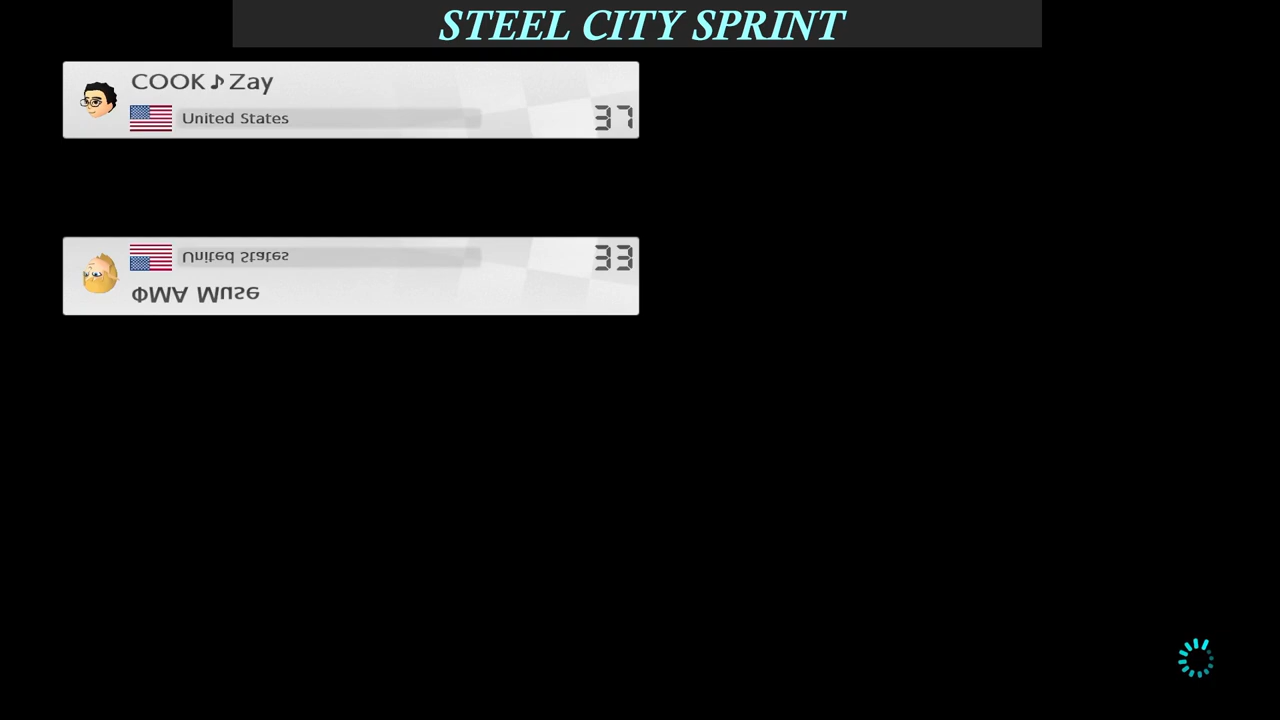 STEEL CITY SPRINT
COOK♪Zay
United States
37
ΦMA Muse
United States
33